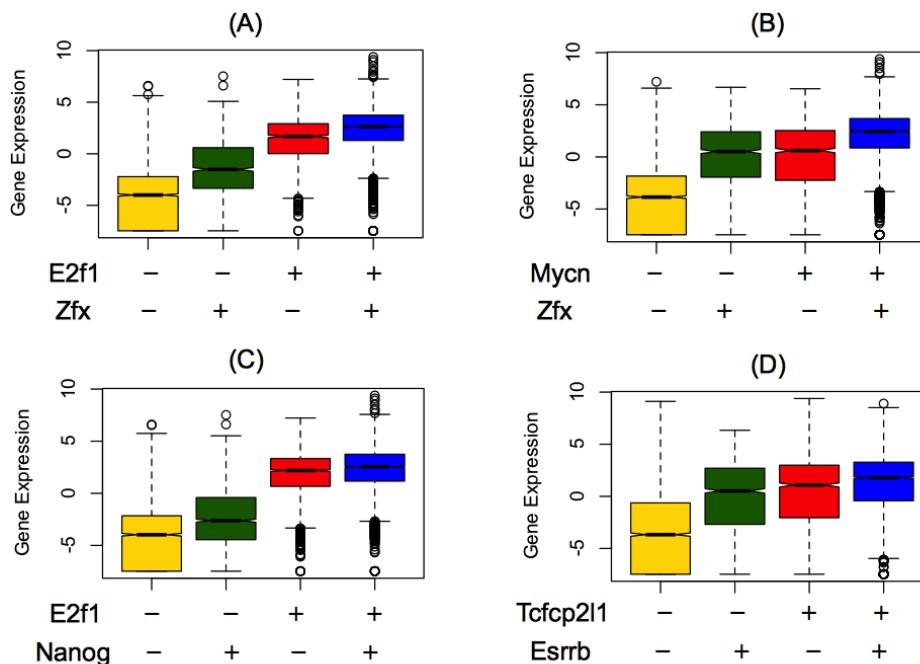 (A)
Gene Expression
10
5
0
-5
E2f1 − − + +
Zfx − + − +
(B)
Gene Expression
10
5
0
-5
Mycn − − + +
Zfx − + − +
(C)
Gene Expression
10
5
0
-5
E2f1 − − + +
Nanog − + − +
(D)
Gene Expression
10
5
0
-5
Tcfcp2l1 − − + +
Esrrb − + − +